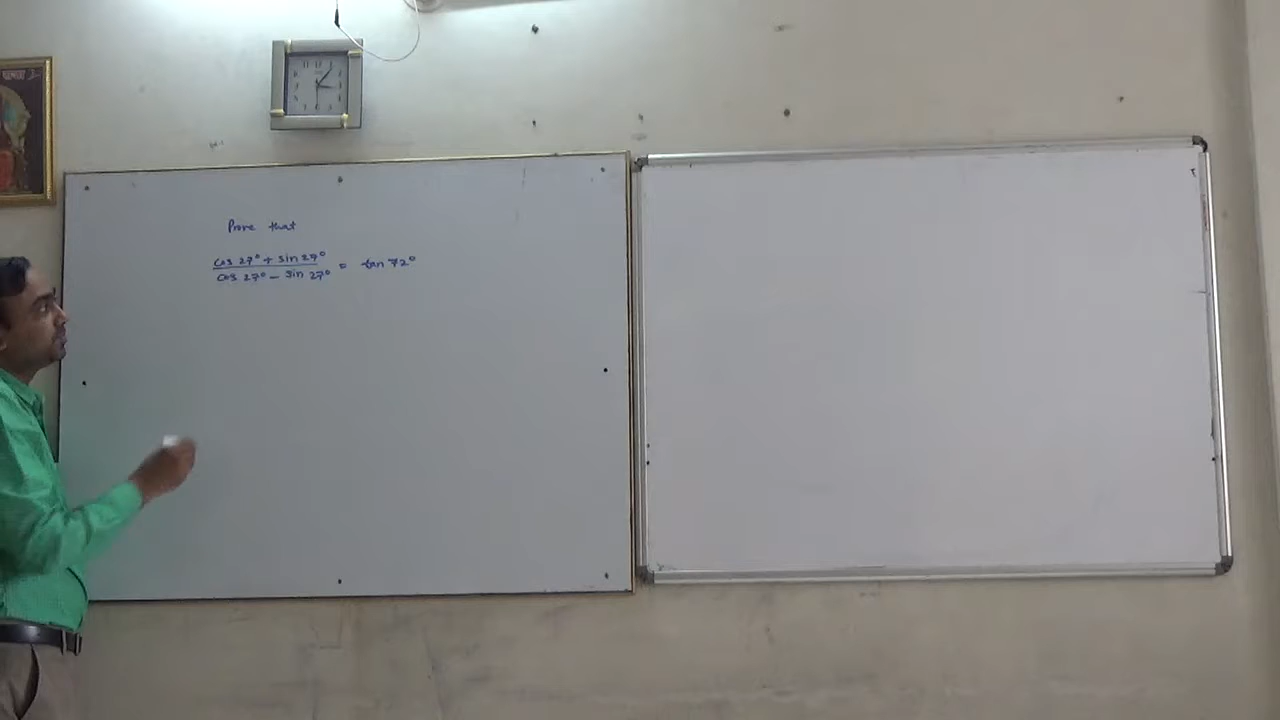 Prove that
cos 27° + sin 27°
cos 27° - sin 27° = tan 72°